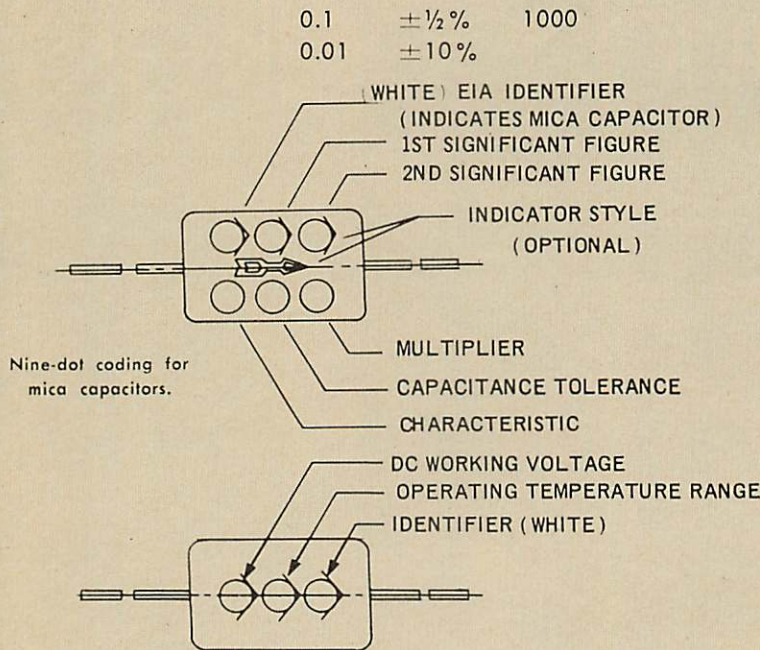 0.1 ±½% 1000
0.01 ±10%
(WHITE) EIA IDENTIFIER
(INDICATES MICA CAPACITOR)
1ST SIGNIFICANT FIGURE
2ND SIGNIFICANT FIGURE
INDICATOR STYLE
(OPTIONAL)
MULTIPLIER
Nine-dot coding for
mica capacitors.
CAPACITANCE TOLERANCE
CHARACTERISTIC
DC WORKING VOLTAGE
OPERATING TEMPERATURE RANGE
IDENTIFIER (WHITE)